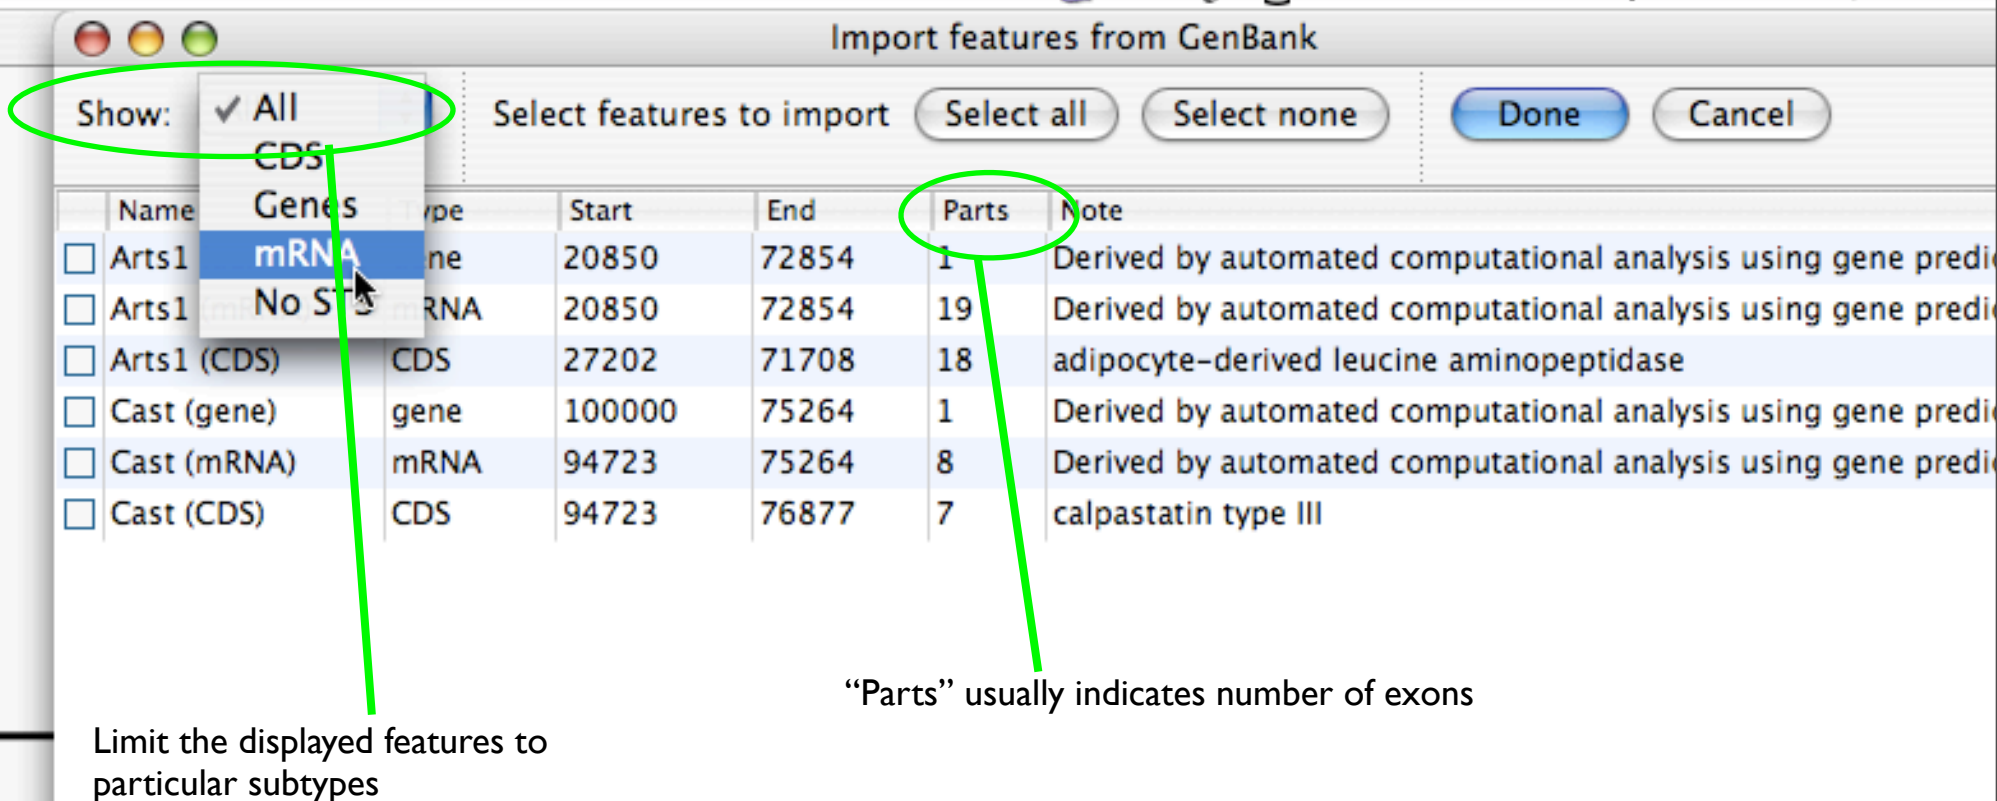 Import features from GenBank
Show: ✓ All Select features to import Select all Select none Done Cancel
CDS
Genes
mRNA
No STS
Name Type Start End Parts Note
Arts1 gene 20850 72854 1 Derived by automated computational analysis using gene
Arts1 mRNA 20850 72854 19 Derived by automated computational analysis using gene
Arts1 (CDS) CDS 27202 71708 18 adipocyte-derived leucine aminopeptidase
Cast (gene) gene 100000 75264 1 Derived by automated computational analysis using gene
Cast (mRNA) mRNA 94723 75264 8 Derived by automated computational analysis using gene
Cast (CDS) CDS 94723 76877 7 calpastatin type III
“Parts” usually indicates number of exons
Limit the displayed features to
particular subtypes